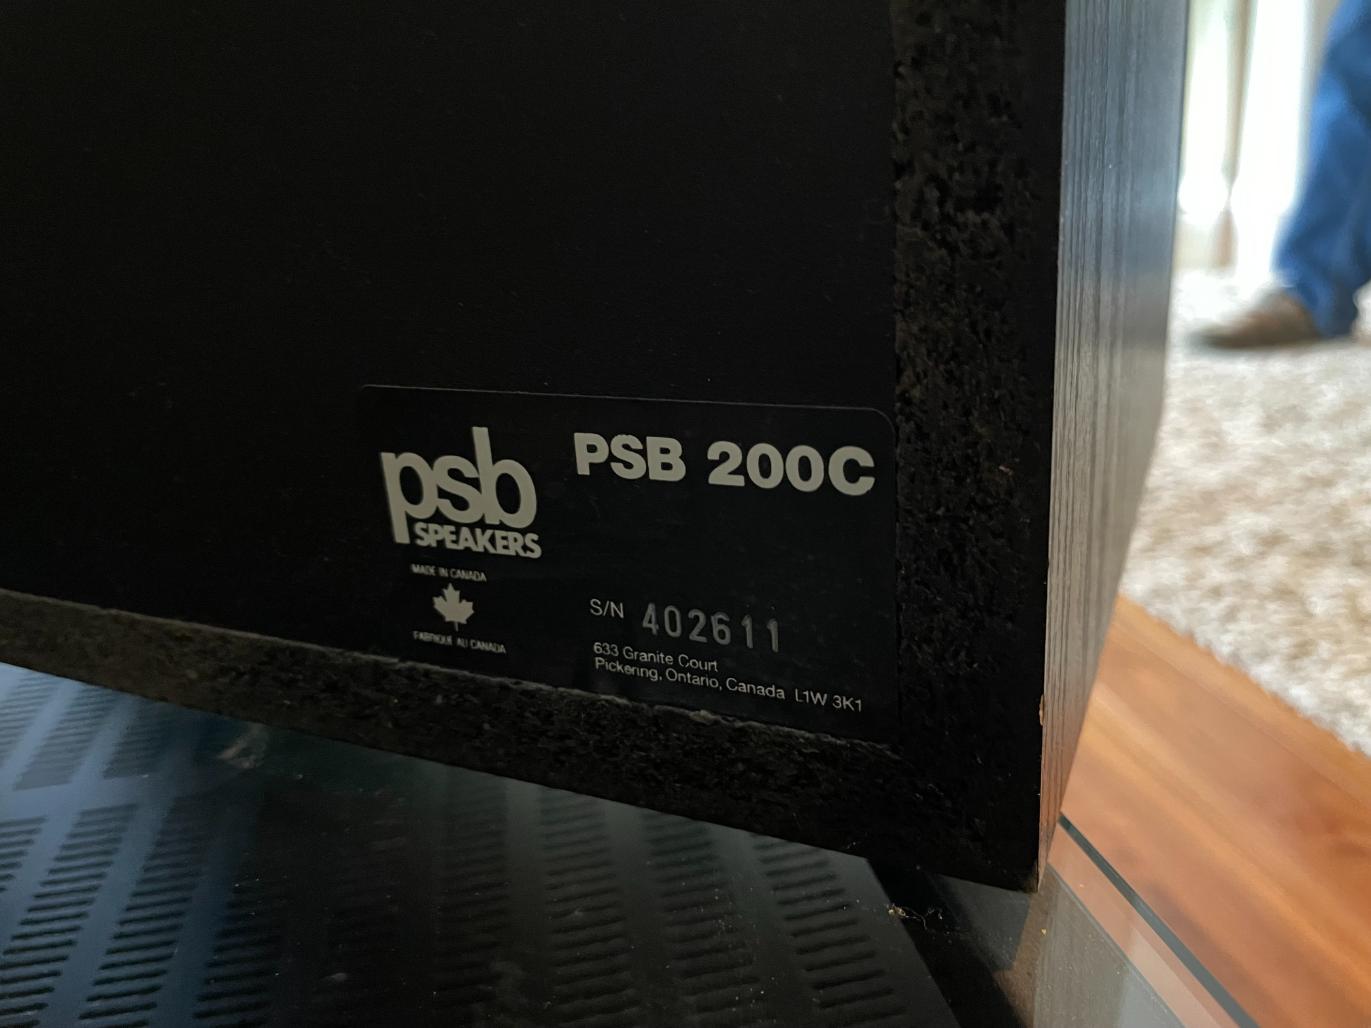 psb
SPEAKERS
MADE IN CANADA
FABRIQUÉ AU CANADA
PSB 200C
S/N 402611
633 Granite Court
Pickering, Ontario, Canada L1W 3K1